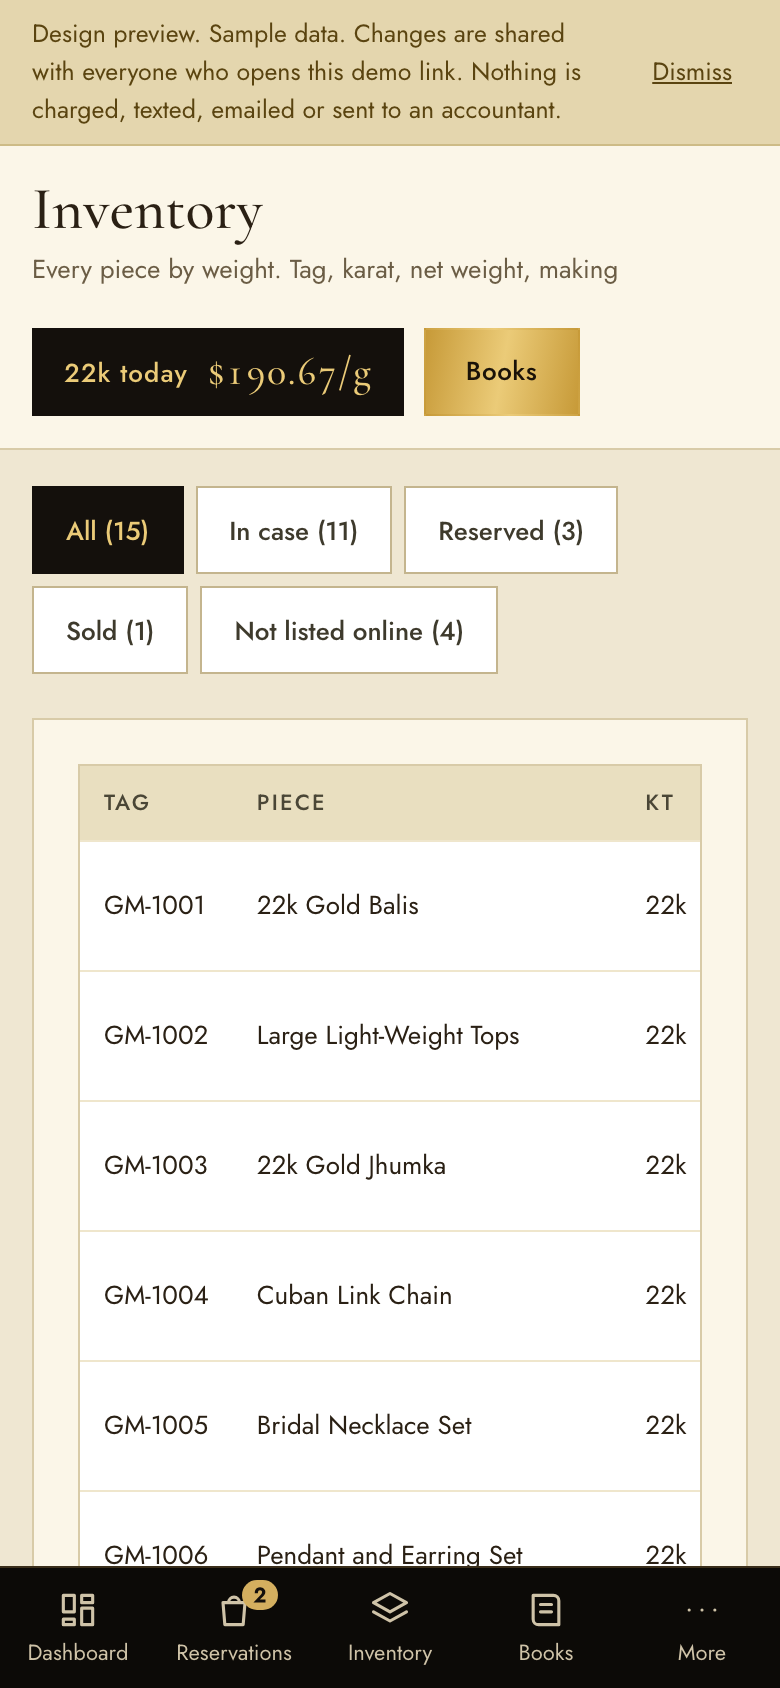 Design preview. Sample data. Changes are shared
with everyone who opens this demo link. Nothing is
charged, texted, emailed or sent to an accountant.
Dismiss
Inventory
Every piece by weight. Tag, karat, net weight, making
22k today $190.67/g
Books
All (15)
In case (11)
Reserved (3)
Sold (1)
Not listed online (4)
TAG PIECE KT
GM-1001 22k Gold Balis 22k
GM-1002 Large Light-Weight Tops 22k
GM-1003 22k Gold Jhumka 22k
GM-1004 Cuban Link Chain 22k
GM-1005 Bridal Necklace Set 22k
GM-1006 Pendant and Earring Set 22k
2
Dashboard
Reservations
Inventory
Books
More